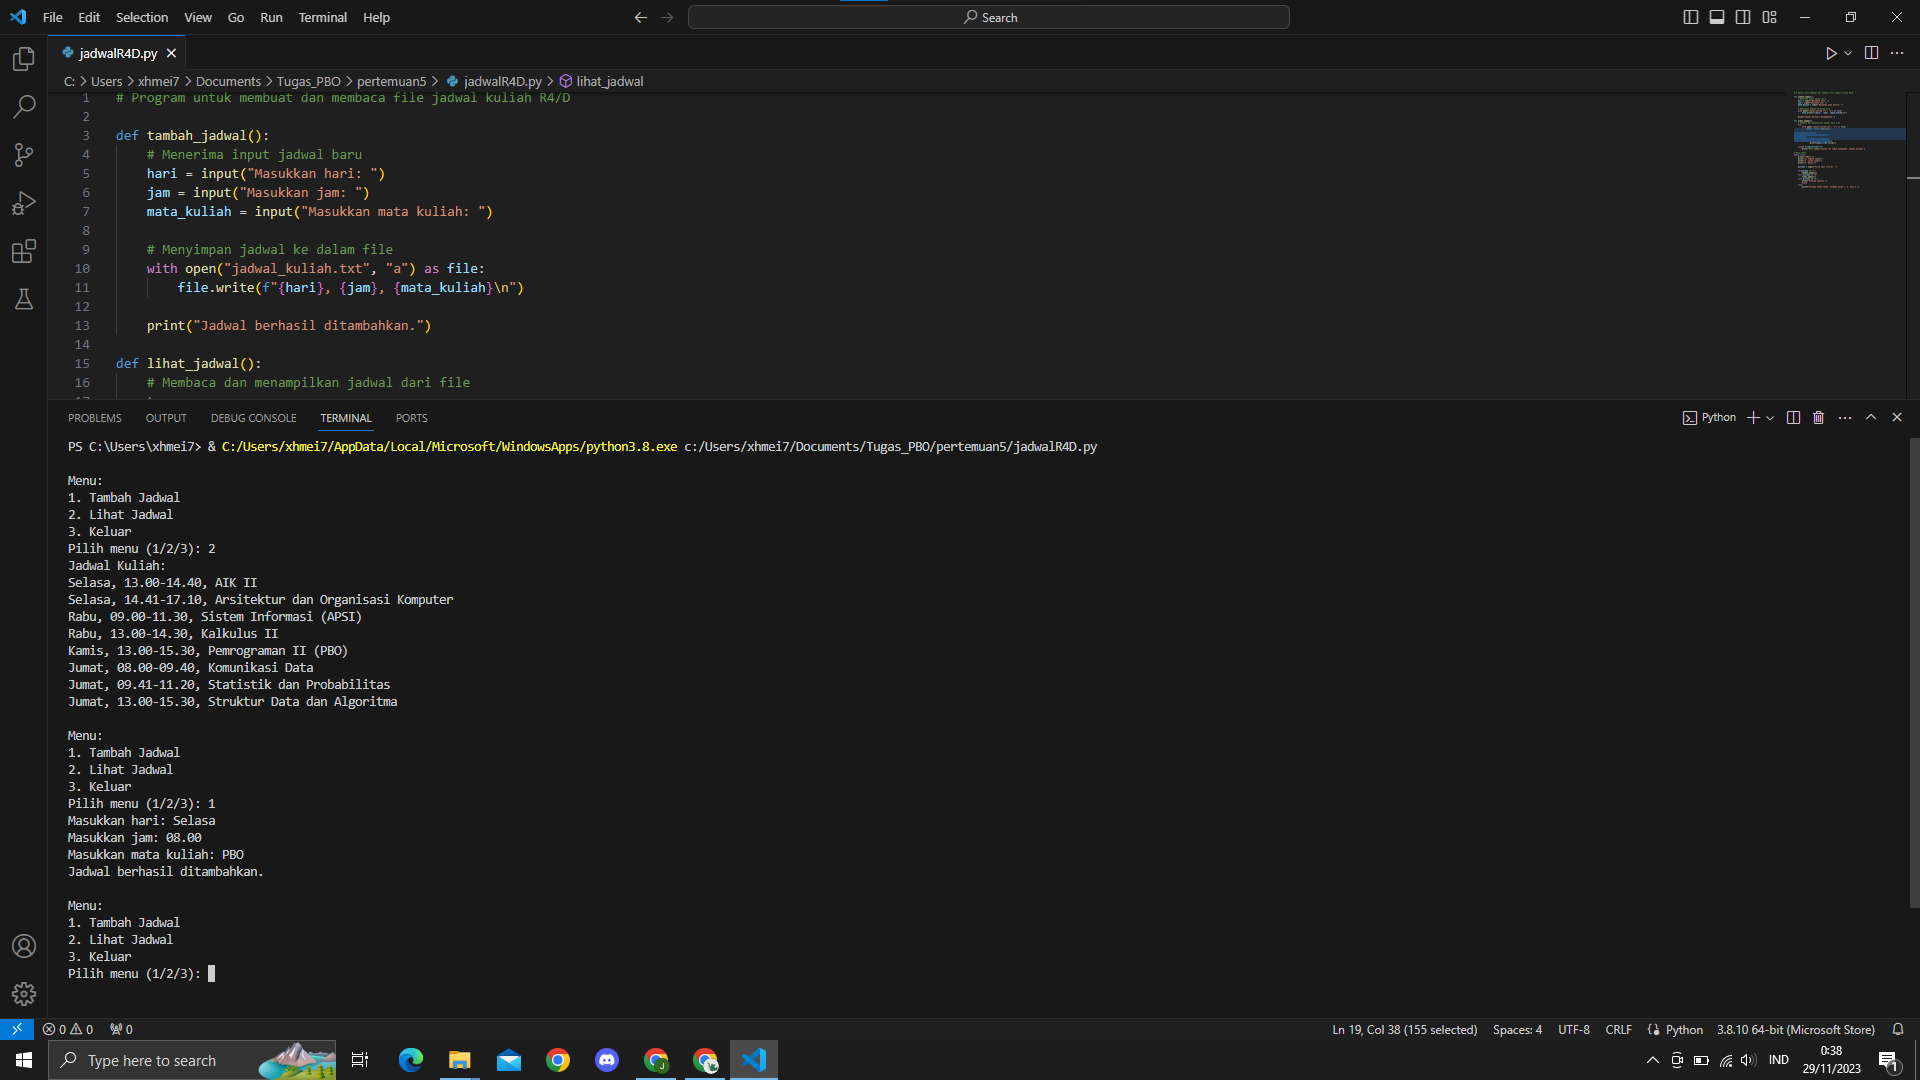 File Edit Selection View Go Run Terminal Help
Search
jadwalR4D.py
C: > Users > xhmei7 > Documents > Tugas_PBO > pertemuan5 > jadwalR4D.py > lihat_jadwal
1 # Program untuk membuat dan membaca file jadwal kuliah R4/D
2
3 def tambah_jadwal():
4 # Menerima input jadwal baru
5 hari = input("Masukkan hari: ")
6 jam = input("Masukkan jam: ")
7 mata_kuliah = input("Masukkan mata kuliah: ")
8
9 # Menyimpan jadwal ke dalam file
10 with open("jadwal_kuliah.txt", "a") as file:
11 file.write(f"{hari}, {jam}, {mata_kuliah}\n")
12
13 print("Jadwal berhasil ditambahkan.")
14
15 def lihat_jadwal():
16 # Membaca dan menampilkan jadwal dari file
PROBLEMS OUTPUT DEBUG CONSOLE TERMINAL PORTS
Python
PS C:\Users\xhmei7> & C:/Users/xhmei7/AppData/Local/Microsoft/WindowsApps/python3.8.exe c:/Users/xhmei7/Documents/Tugas_PBO/pertemuan5/jadwalR4D.py
Menu:
1. Tambah Jadwal
2. Lihat Jadwal
3. Keluar
Pilih menu (1/2/3): 2
Jadwal Kuliah:
Selasa, 13.00-14.40, AIK II
Selasa, 14.41-17.10, Arsitektur dan Organisasi Komputer
Rabu, 09.00-11.30, Sistem Informasi (APSI)
Rabu, 13.00-14.30, Kalkulus II
Kamis, 13.00-15.30, Pemrograman II (PBO)
Jumat, 08.00-09.40, Komunikasi Data
Jumat, 09.41-11.20, Statistik dan Probabilitas
Jumat, 13.00-15.30, Struktur Data dan Algoritma
Menu:
1. Tambah Jadwal
2. Lihat Jadwal
3. Keluar
Pilih menu (1/2/3): 1
Masukkan hari: Selasa
Masukkan jam: 08.00
Masukkan mata kuliah: PBO
Jadwal berhasil ditambahkan.
Menu:
1. Tambah Jadwal
2. Lihat Jadwal
3. Keluar
Pilih menu (1/2/3):
0 0 0
Ln 19, Col 38 (155 selected) Spaces: 4 UTF-8 CRLF Python 3.8.10 64-bit (Microsoft Store)
Type here to search
IND
0:38
29/11/2023
1